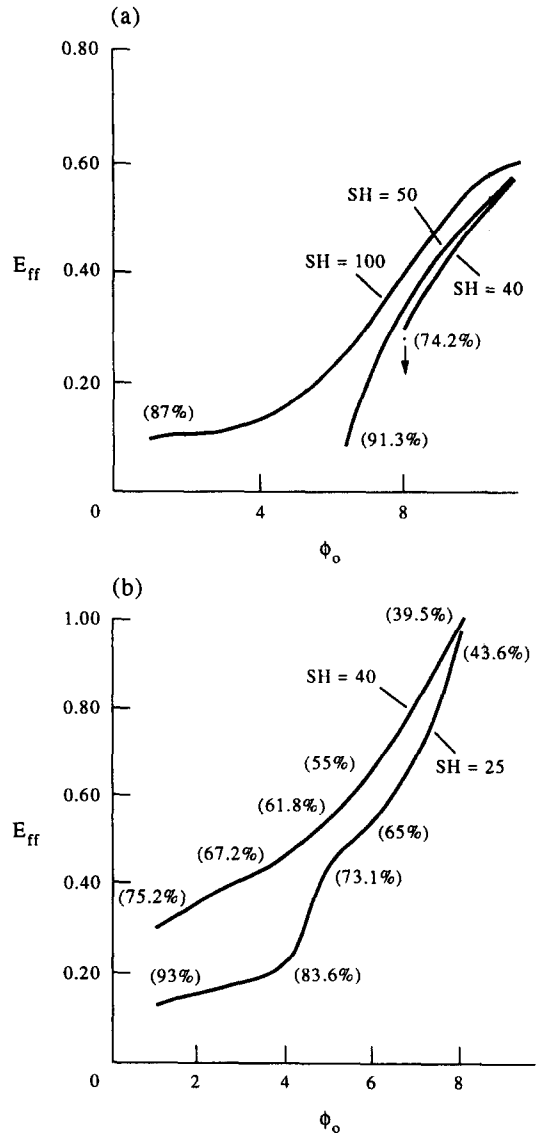 (a)
0.80
0.60
SH = 50
SH = 100
E_ff
0.40
SH = 40
(74.2%)
0.20
(87%)
(91.3%)
0
4
8
ϕ_o
(b)
1.00
(39.5%)
(43.6%)
SH = 40
0.80
SH = 25
(55%)
0.60
(61.8%)
E_ff
(65%)
(67.2%)
(73.1%)
0.40
(75.2%)
(93%)
(83.6%)
0.20
0
2
4
6
8
ϕ_o